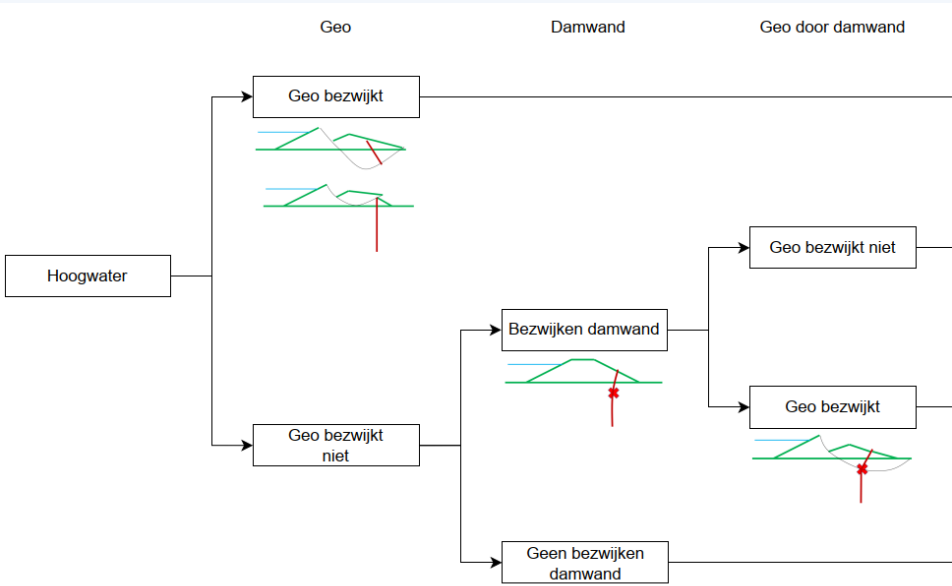 Geo
Damwand
Geo door damwand
Geo bezwijkt
Geo bezwijkt niet
Hoogwater
Bezwijken damwand
Geo bezwijkt
Geo bezwijkt
niet
Geen bezwijken
damwand